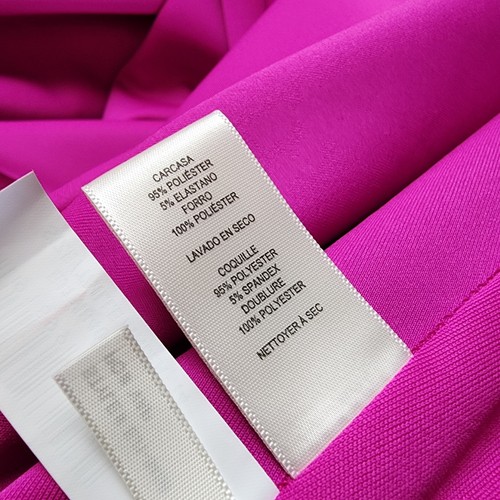 CARCASA
95% POLIÉSTER
5% ELASTANO
FORRO
100% POLIÉSTER
LAVADO EN SECO
COQUILLE
95% POLYESTER
5% SPANDEX
DOUBLURE
100% POLYESTER
NETTOYER À SEC